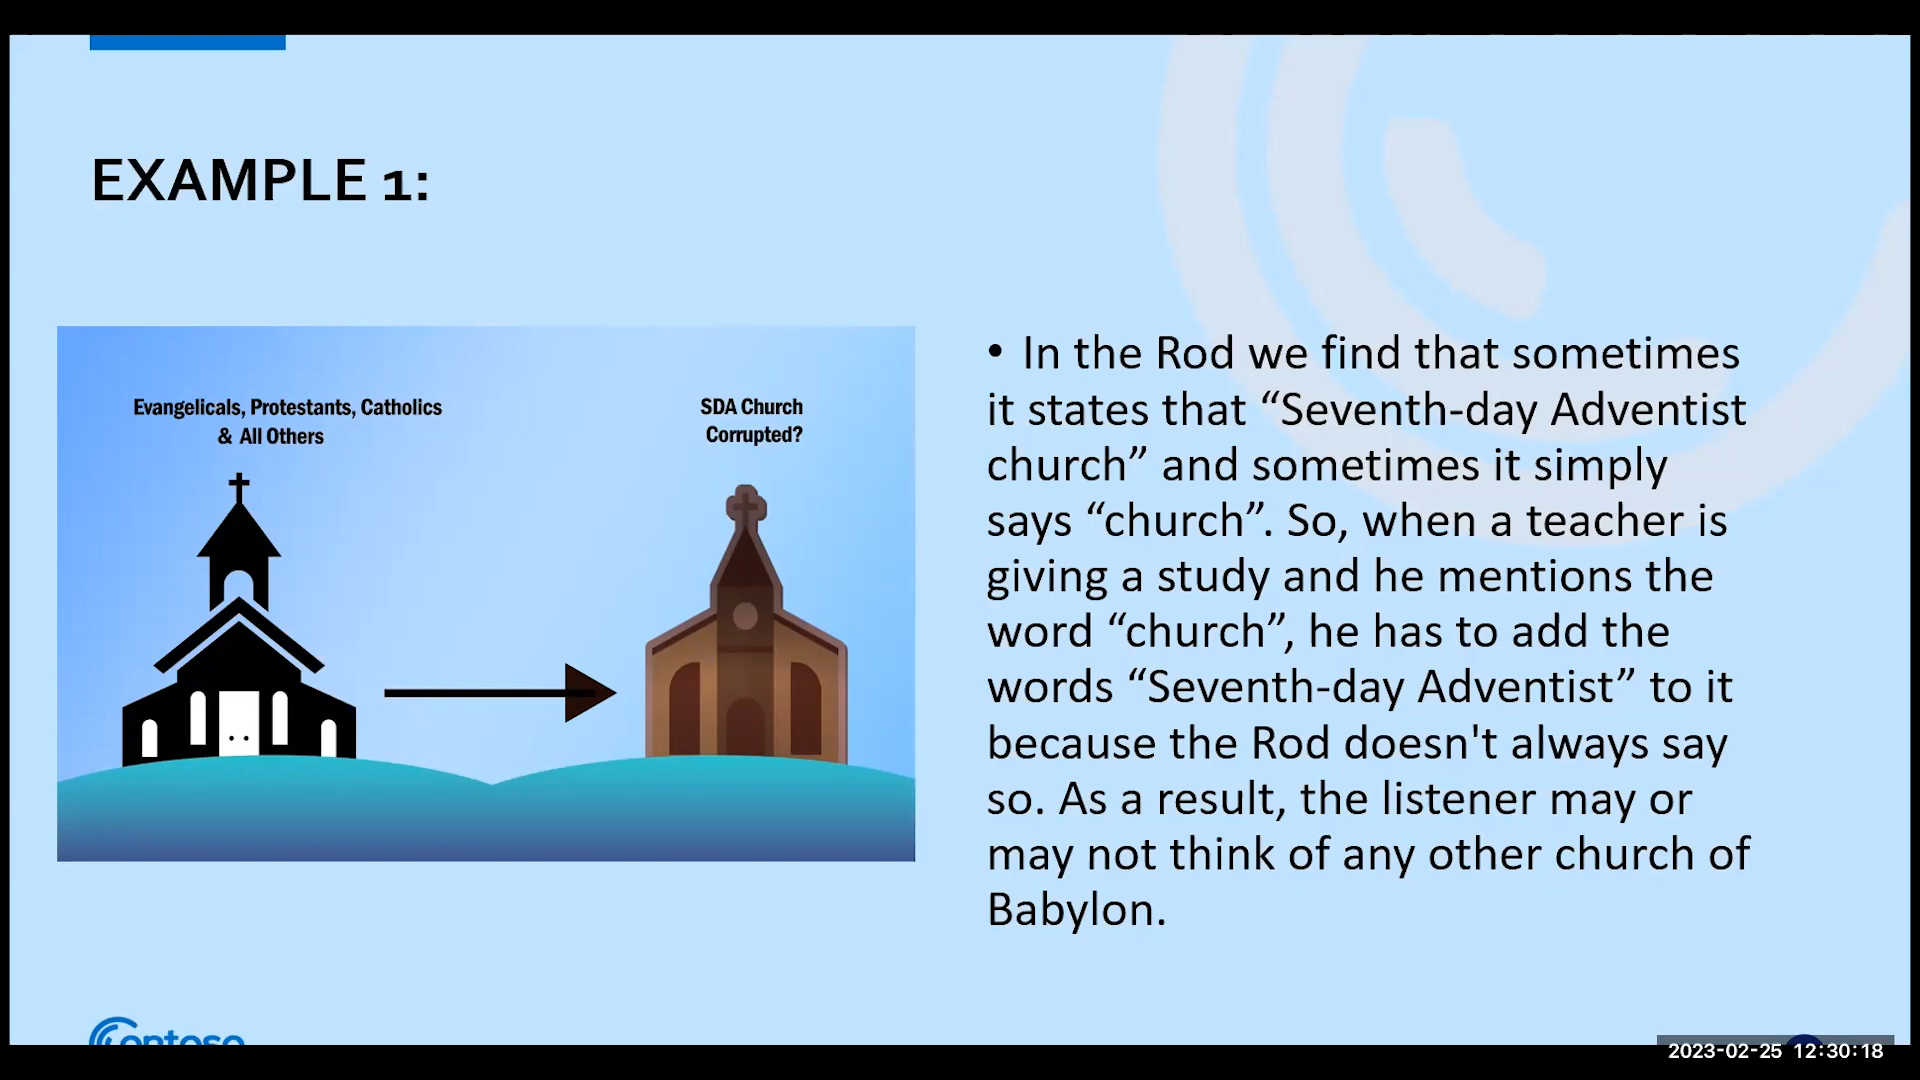 EXAMPLE 1:
Evangelicals, Protestants, Catholics
& All Others
SDA Church
Corrupted?
• In the Rod we find that sometimes
it states that “Seventh-day Adventist
church” and sometimes it simply
says “church”. So, when a teacher is
giving a study and he mentions the
word “church”, he has to add the
words “Seventh-day Adventist” to it
because the Rod doesn't always say
so. As a result, the listener may or
may not think of any other church of
Babylon.
Contoso
2023-02-25 12:30:18